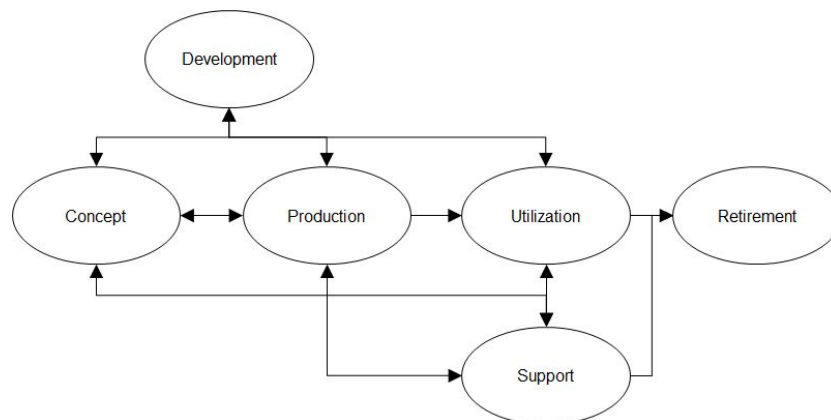 Development
Concept
Production
Utilization
Retirement
Support